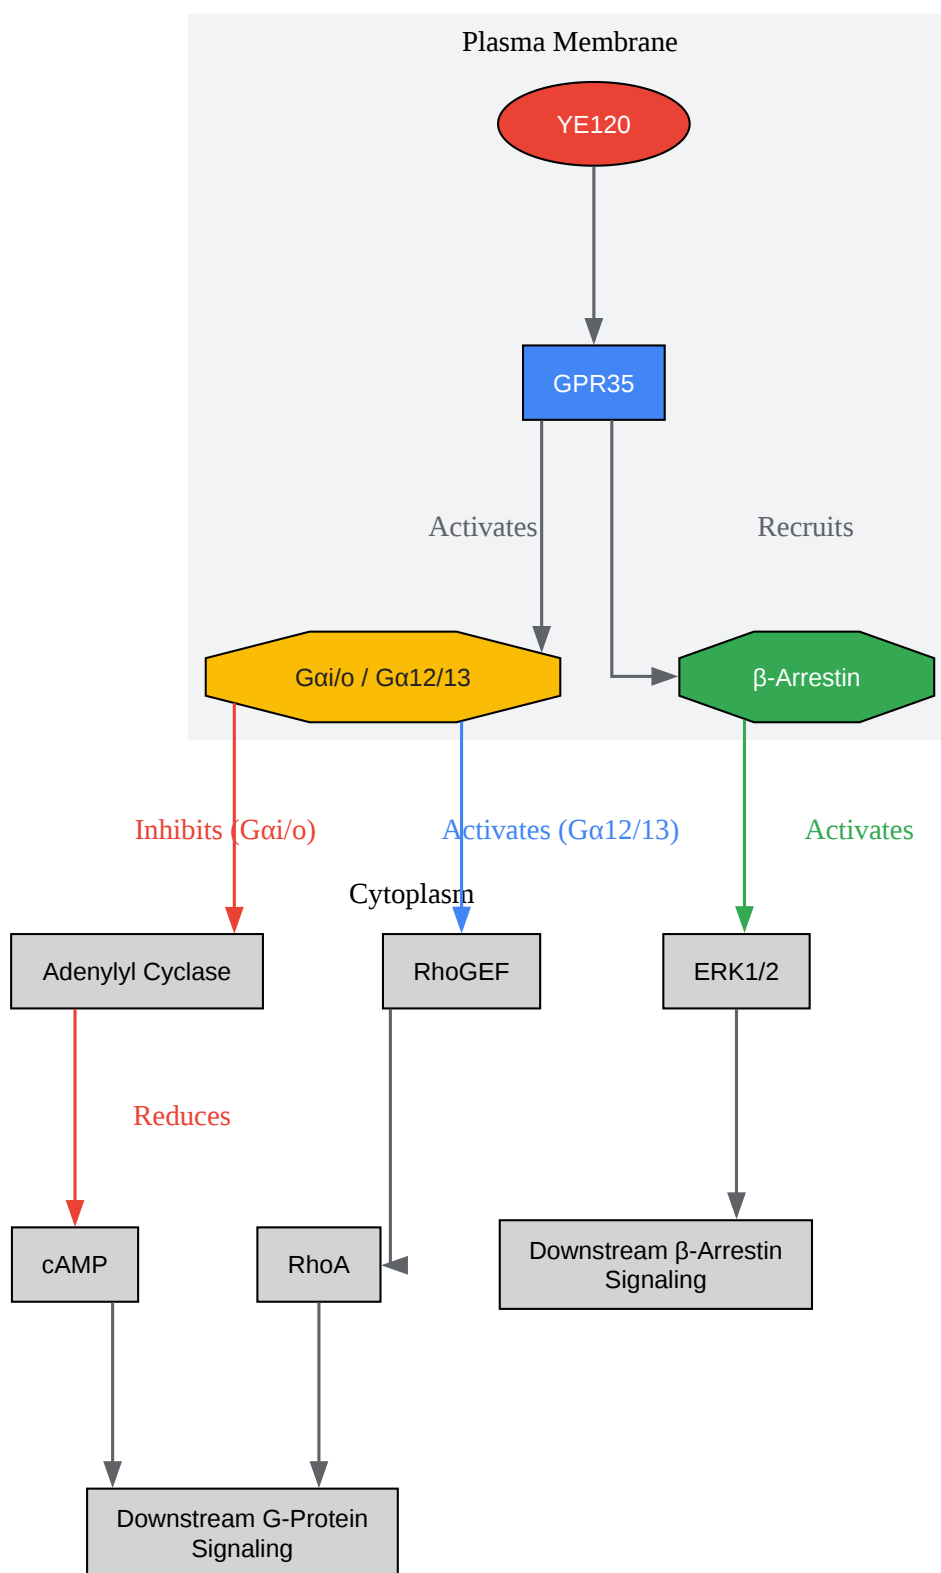 Plasma Membrane
YE120
GPR35
Activates
Recruits
Gαi/o / Gα12/13
β-Arrestin
Inhibits (Gαi/o)
Activates (Gα12/13)
Activates
Cytoplasm
Adenylyl Cyclase
RhoGEF
ERK1/2
Reduces
cAMP
RhoA
Downstream β-Arrestin
Signaling
Downstream G-Protein
Signaling